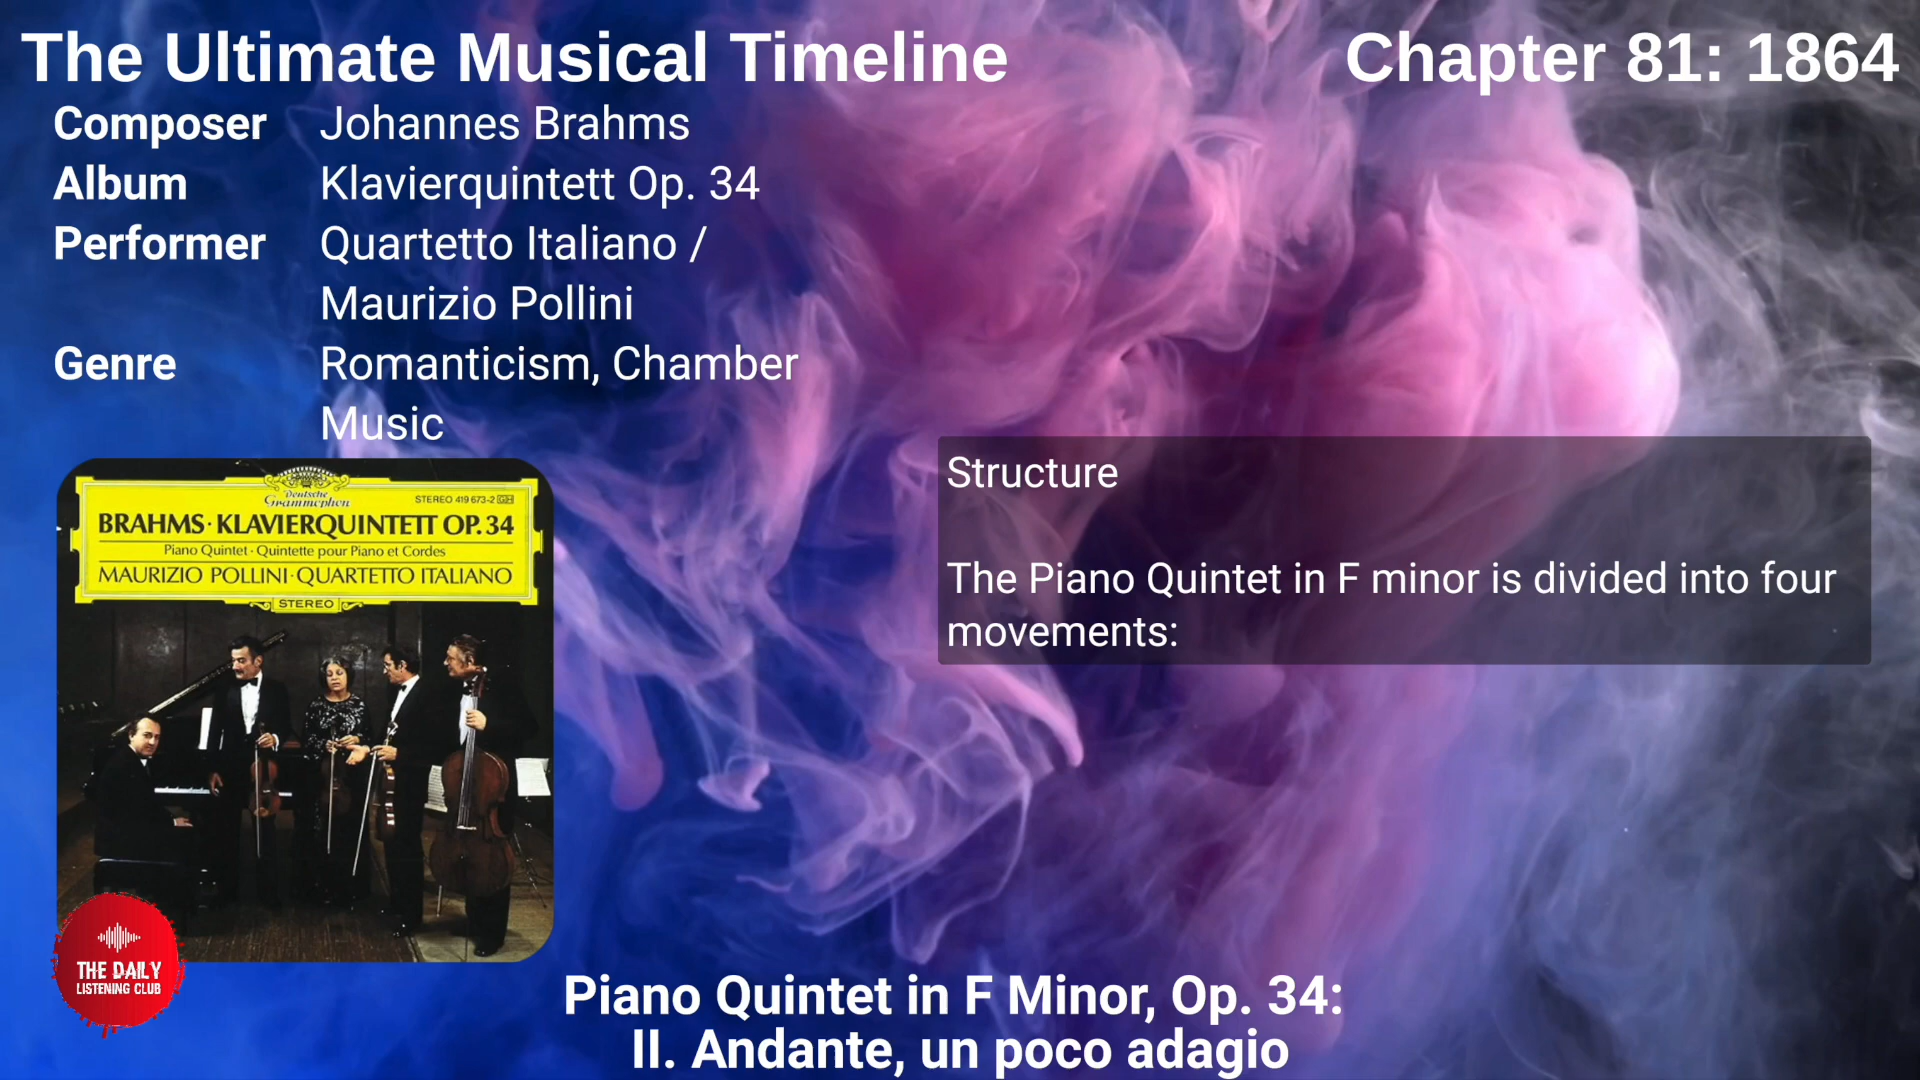 The Ultimate Musical Timeline
Chapter 81: 1864
Composer Johannes Brahms
Album Klavierquintett Op. 34
Performer Quartetto Italiano /
Maurizio Pollini
Genre Romanticism, Chamber
Music
Deutsche
Grammophon
STEREO 419 673-2 GH
BRAHMS · KLAVIERQUINTETT OP. 34
Piano Quintet · Quintette pour Piano et Cordes
MAURIZIO POLLINI · QUARTETTO ITALIANO
STEREO
Structure
The Piano Quintet in F minor is divided into four
movements:
THE DAILY
LISTENING CLUB
Piano Quintet in F Minor, Op. 34:
II. Andante, un poco adagio